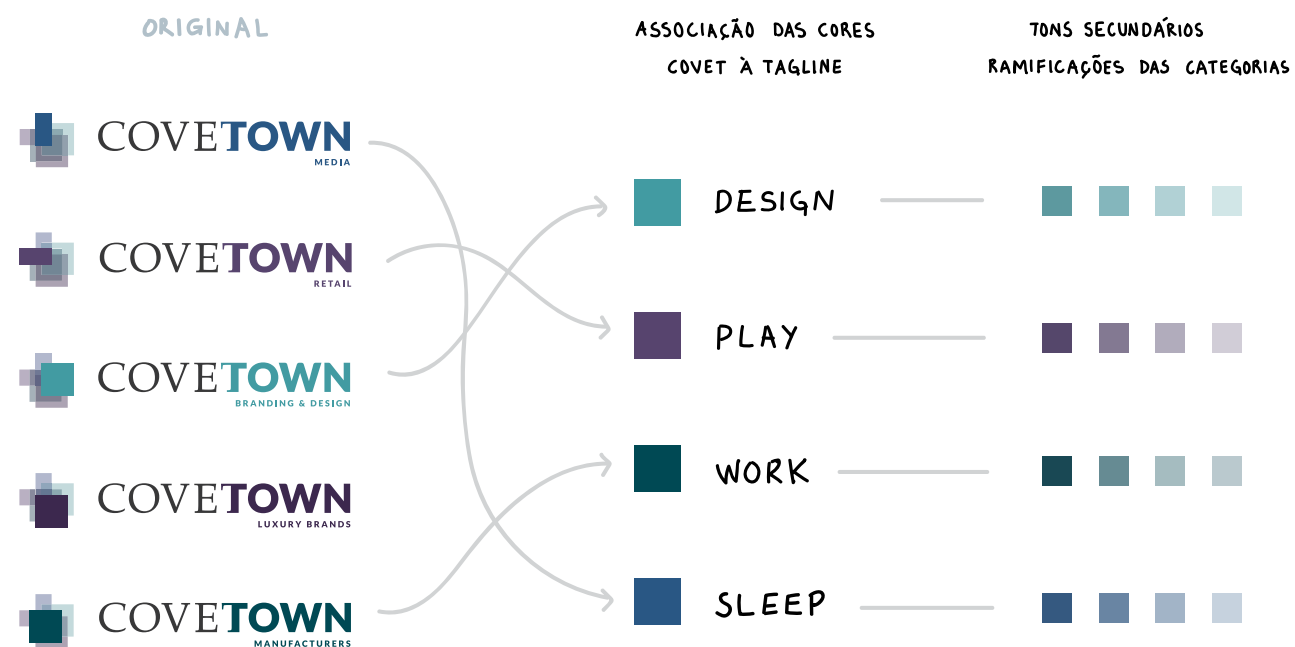 ORIGINAL
ASSOCIAÇÃO DAS CORES
COVET À TAGLINE
TONS SECUNDÁRIOS
RAMIFICAÇÕES DAS CATEGORIAS
COVETOWN
MEDIA
COVETOWN
RETAIL
COVETOWN
BRANDING & DESIGN
COVETOWN
LUXURY BRANDS
COVETOWN
MANUFACTURERS
DESIGN
PLAY
WORK
SLEEP